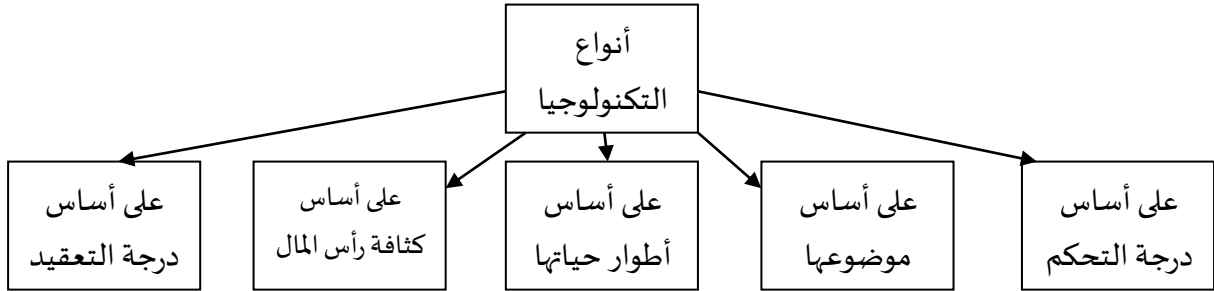 أنواع
التكنولوجيا
على أساس
درجة التحكم
على أساس
موضوعها
على أساس
أطوار حياتها
على أساس
كثافة رأس المال
على أساس
درجة التعقيد